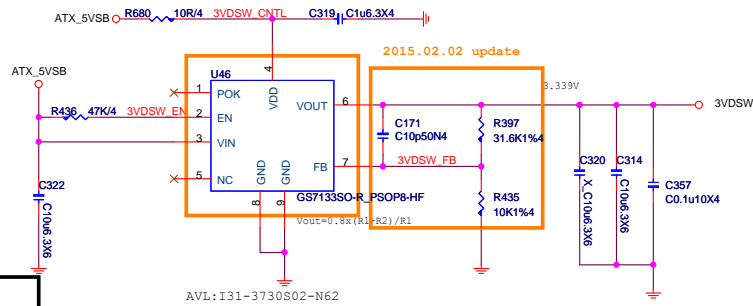 ATX_5VSB
R680
10R/4
3VDSW_CNTL
C319
C1u6.3X4
2015.02.02 update
ATX_5VSB
U46
4
3.339V
1
POK
VDD
VOUT
6
3VDSW
R436
47K/4
3VDSW_EN
2
EN
C171
C10p50N4
R397
31.6K1%4
3
VIN
FB
7
3VDSW_FB
C320
X_C10u6.3X6
C314
C10u6.3X6
5
NC
GND
GND
C322
C10u6.3X6
GS7133SO-R_PSOP8-HF
R435
10K1%4
C357
C0.1u10X4
8
9
Vout=0.8x(R1+R2)/R1
AVL:I31-3730S02-N62